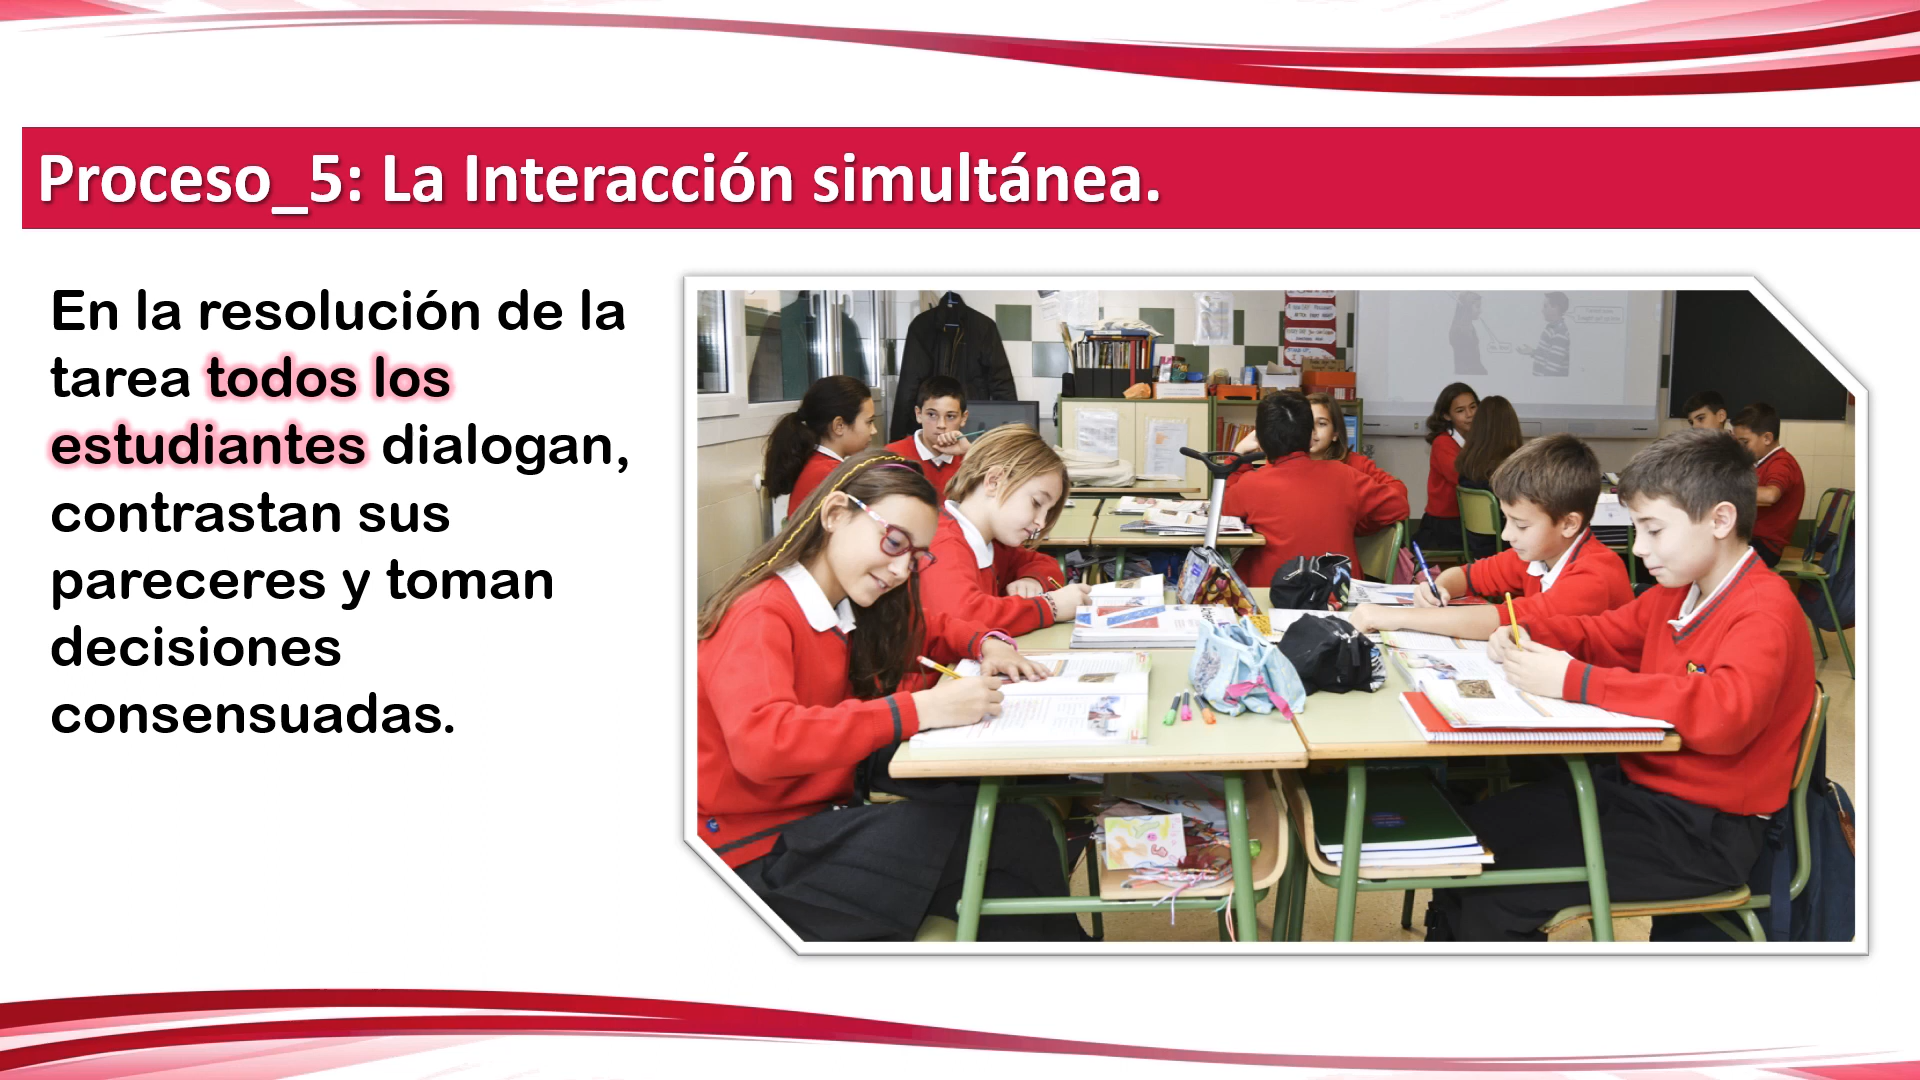 Proceso_5: La Interacción simultánea.
En la resolución de la
tarea todos los
estudiantes dialogan,
contrastan sus
pareceres y toman
decisiones
consensuadas.